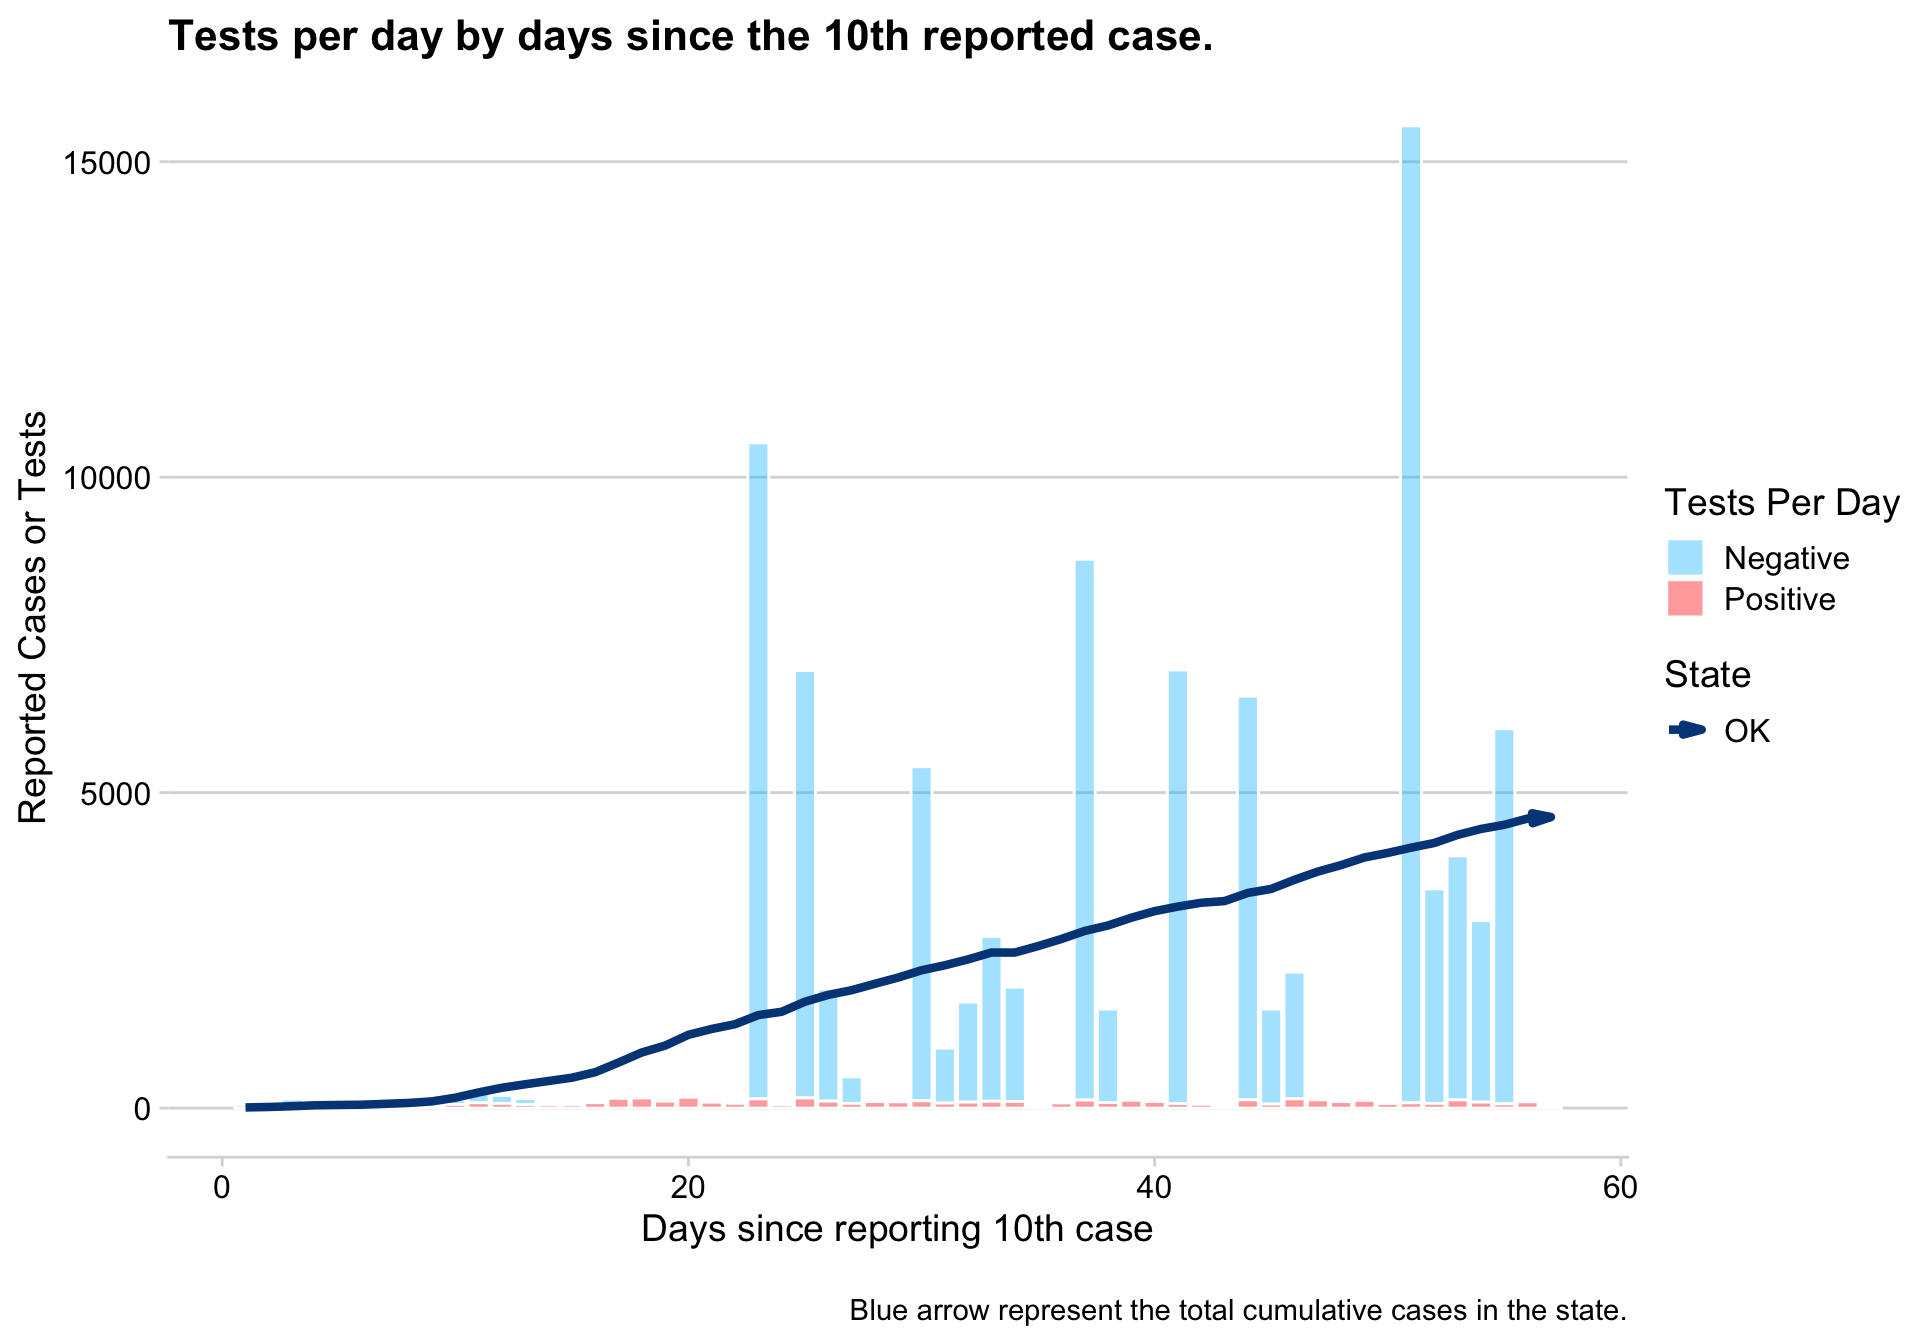 Tests per day by days since the 10th reported case.
15000
10000
5000
0
Reported Cases or Tests
0
20
40
60
Days since reporting 10th case
Tests Per Day
Negative
Positive
State
OK
Blue arrow represent the total cumulative cases in the state.